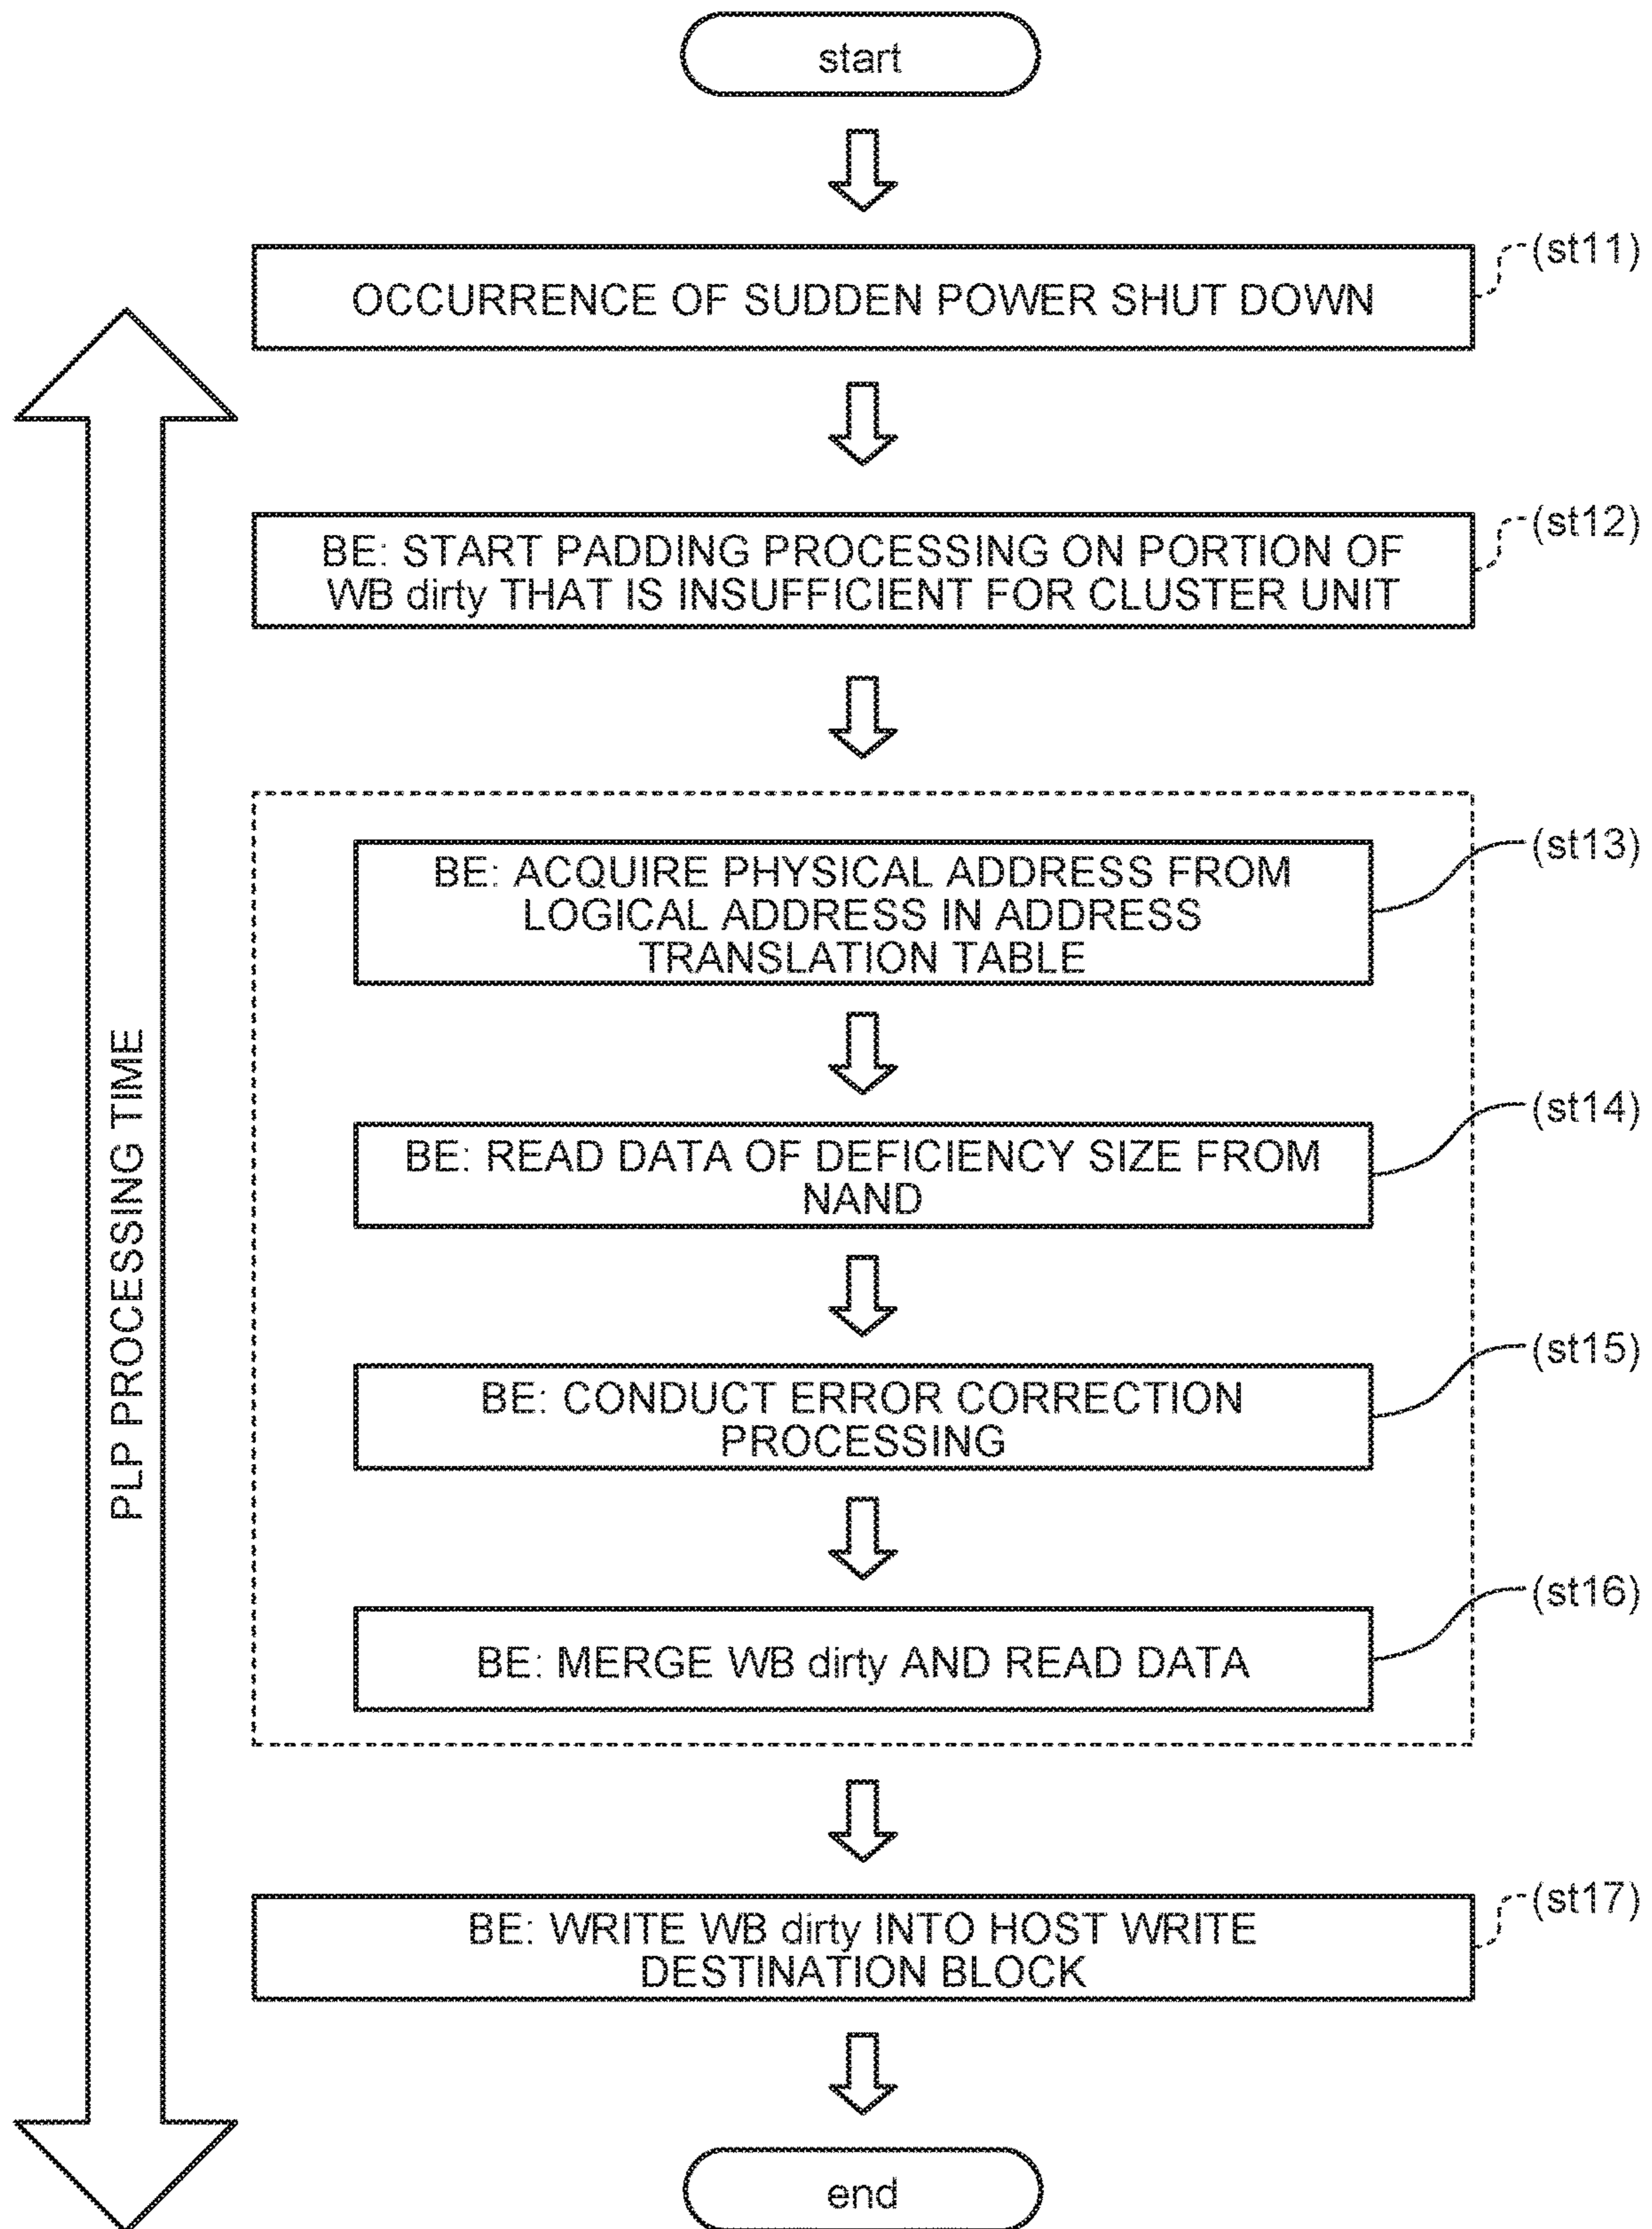 start
OCCURRENCE OF SUDDEN POWER SHUT DOWN
(st11)
BE: START PADDING PROCESSING ON PORTION OF
WB dirty THAT IS INSUFFICIENT FOR CLUSTER UNIT
(st12)
BE: ACQUIRE PHYSICAL ADDRESS FROM
LOGICAL ADDRESS IN ADDRESS
TRANSLATION TABLE
(st13)
BE: READ DATA OF DEFICIENCY SIZE FROM
NAND
(st14)
PLP PROCESSING TIME
BE: CONDUCT ERROR CORRECTION
PROCESSING
(st15)
BE: MERGE WB dirty AND READ DATA
(st16)
BE: WRITE WB dirty INTO HOST WRITE
DESTINATION BLOCK
(st17)
end